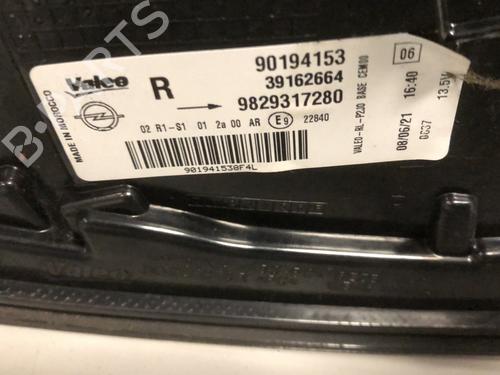 Valeo
MADE IN MOROCCO
R
90194153
39162664
9829317280
02 R1-S1 01 2a 00 AR E9 22840
901941538F4L
VALEO-RL-P2JO BASE CEM00
06
08/06/21 16:40
0C37 13.5V
Valeo
B-PARTS